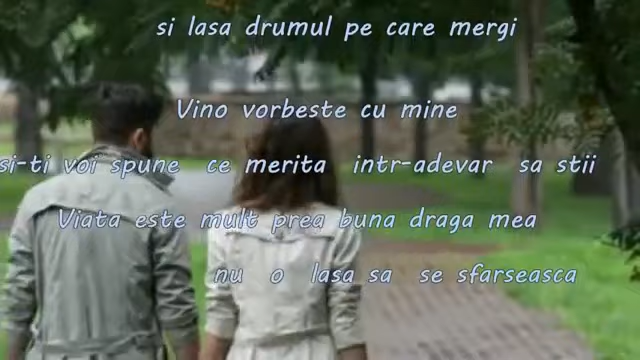 si lasa drumul pe care mergi
Vino vorbeste cu mine
si-ti voi spune ce merita intr-adevar sa stii
Viata este mult prea buna draga mea
nu o lasa sa se sfarseasca